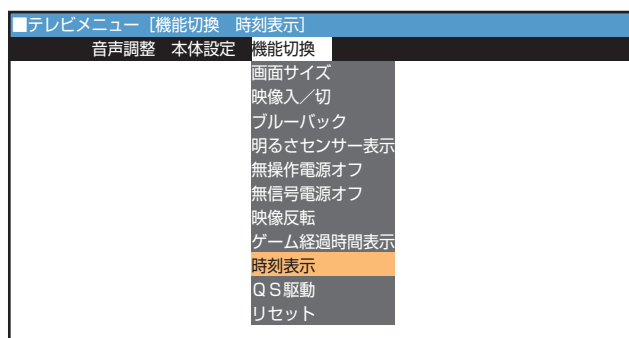 ■テレビメニュー［機能切換　時刻表示］
音声調整　本体設定　機能切換
画面サイズ
映像入／切
ブルーバック
明るさセンサー表示
無操作電源オフ
無信号電源オフ
映像反転
ゲーム経過時間表示
時刻表示
ＱＳ駆動
リセット